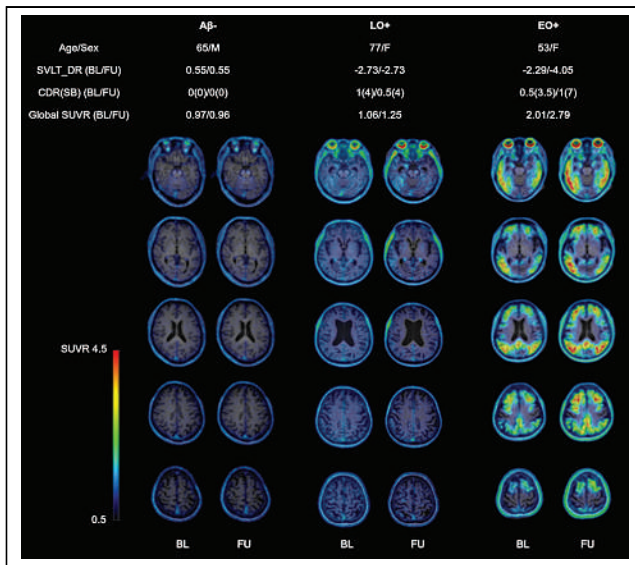 Aβ- LO+ EO+
Age/Sex 65/M 77/F 53/F
SVLT_DR (BL/FU) 0.55/0.55 -2.73/-2.73 -2.29/-4.05
CDR(SB) (BL/FU) 0(0)/0(0) 1(4)/0.5(4) 0.5(3.5)/1(7)
Global SUVR (BL/FU) 0.97/0.96 1.06/1.25 2.01/2.79
SUVR 4.5
0.5
BL FU BL FU BL FU